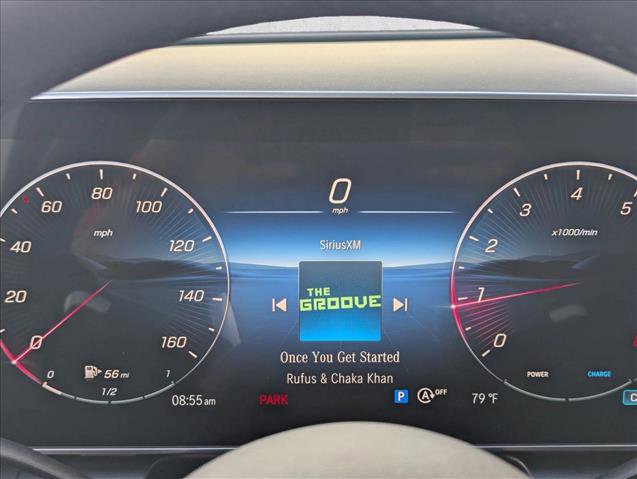 0
20
40
60
80
100
120
140
160
mph
56 mi
0 1/2 1
08:55 am
PARK
0
mph
SiriusXM
THE
GROOVE
Once You Get Started
Rufus & Chaka Khan
P
A OFF
79 °F
0
1
2
3
4
5
x1000/min
POWER
CHARGE
C